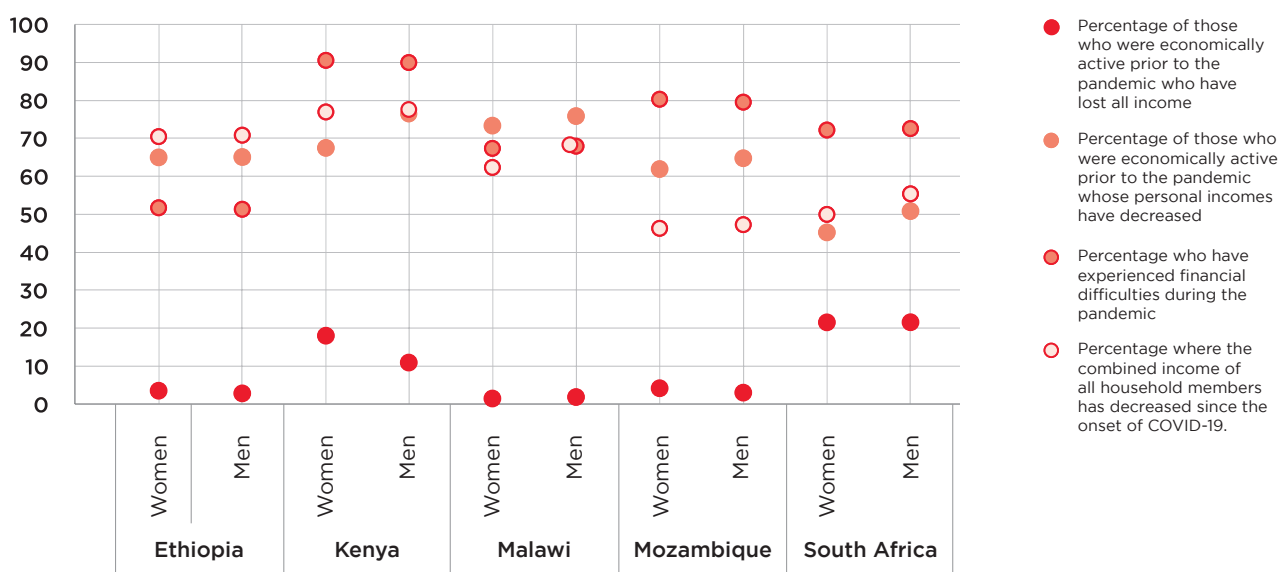 100
90
80
70
60
50
40
30
20
10
0
Women
Men
Women
Men
Women
Men
Women
Men
Women
Men
Ethiopia
Kenya
Malawi
Mozambique
South Africa
Percentage of those
who were economically
active prior to the
pandemic who have
lost all income
Percentage of those who
were economically active
prior to the pandemic
whose personal incomes
have decreased
Percentage who have
experienced financial
difficulties during the
pandemic
Percentage where the
combined income of
all household members
has decreased since the
onset of COVID-19.